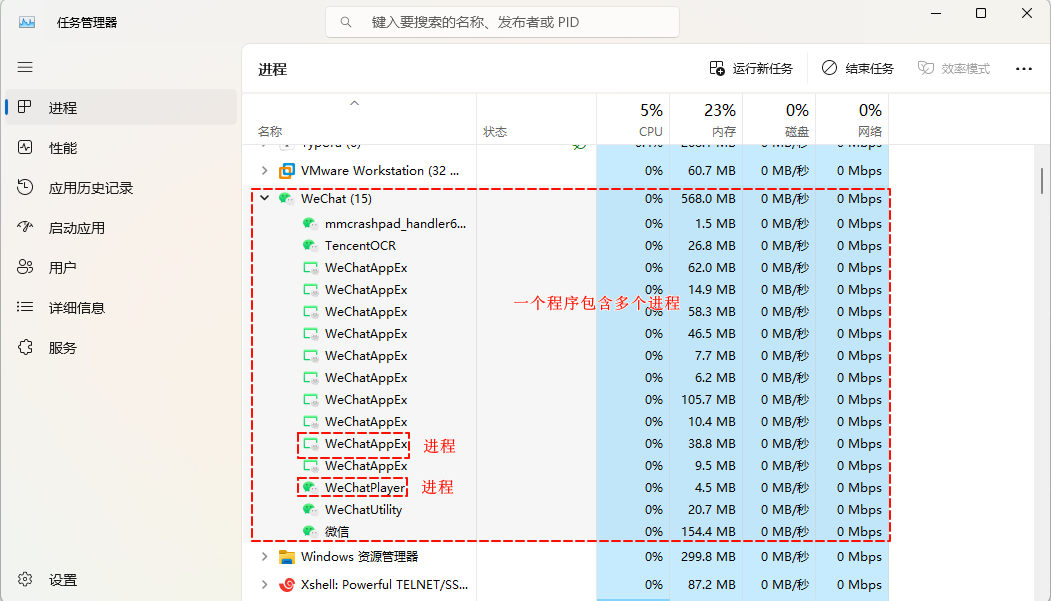 任务管理器
键入要搜索的名称、发布者或 PID
进程
运行新任务
结束任务
效率模式
进程
性能
应用历史记录
启动应用
用户
详细信息
服务
设置
5% 23% 0% 0%
名称 状态 CPU 内存 磁盘 网络
VMware Workstation (32 ... 0% 60.7 MB 0 MB/秒 0 Mbps
WeChat (15) 0% 568.0 MB 0 MB/秒 0 Mbps
mmcrashpad_handler6... 0% 1.5 MB 0 MB/秒 0 Mbps
TencentOCR 0% 26.8 MB 0 MB/秒 0 Mbps
WeChatAppEx 0% 62.0 MB 0 MB/秒 0 Mbps
WeChatAppEx 0% 14.9 MB 0 MB/秒 0 Mbps
一个程序包含多个进程
WeChatAppEx 0% 58.3 MB 0 MB/秒 0 Mbps
WeChatAppEx 0% 46.5 MB 0 MB/秒 0 Mbps
WeChatAppEx 0% 7.7 MB 0 MB/秒 0 Mbps
WeChatAppEx 0% 6.2 MB 0 MB/秒 0 Mbps
WeChatAppEx 0% 105.7 MB 0 MB/秒 0 Mbps
WeChatAppEx 0% 10.4 MB 0 MB/秒 0 Mbps
WeChatAppEx 进程 0% 38.8 MB 0 MB/秒 0 Mbps
WeChatAppEx 0% 9.5 MB 0 MB/秒 0 Mbps
WeChatPlayer 进程 0% 4.5 MB 0 MB/秒 0 Mbps
WeChatUtility 0% 20.7 MB 0 MB/秒 0 Mbps
微信 0% 154.4 MB 0 MB/秒 0 Mbps
Windows 资源管理器 0% 299.8 MB 0 MB/秒 0 Mbps
Xshell: Powerful TELNET/SS... 0% 87.2 MB 0 MB/秒 0 Mbps